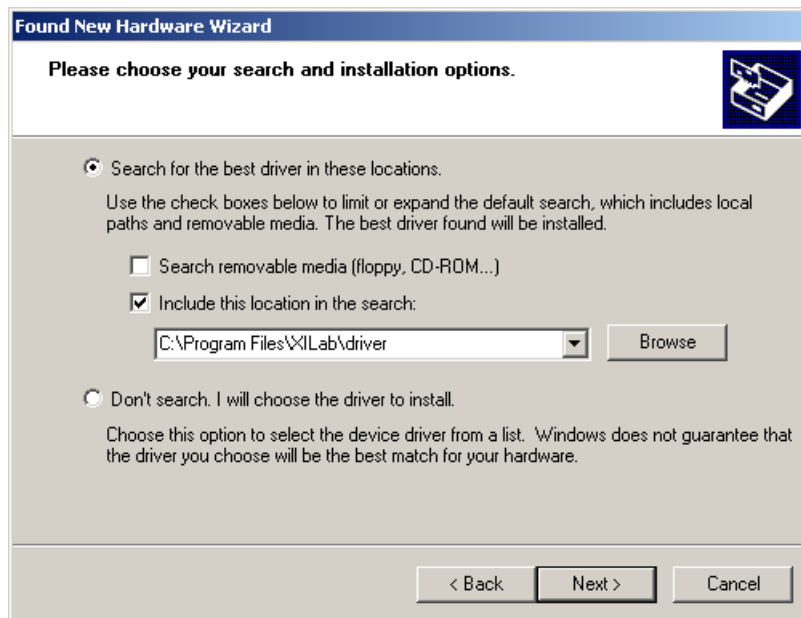 Found New Hardware Wizard
Please choose your search and installation options.
Search for the best driver in these locations.
Use the check boxes below to limit or expand the default search, which includes local
paths and removable media. The best driver found will be installed.
Search removable media (floppy, CD-ROM...)
Include this location in the search:
C:\Program Files\XILab\driver
Browse
Don't search. I will choose the driver to install.
Choose this option to select the device driver from a list. Windows does not guarantee that
the driver you choose will be the best match for your hardware.
< Back
Next >
Cancel